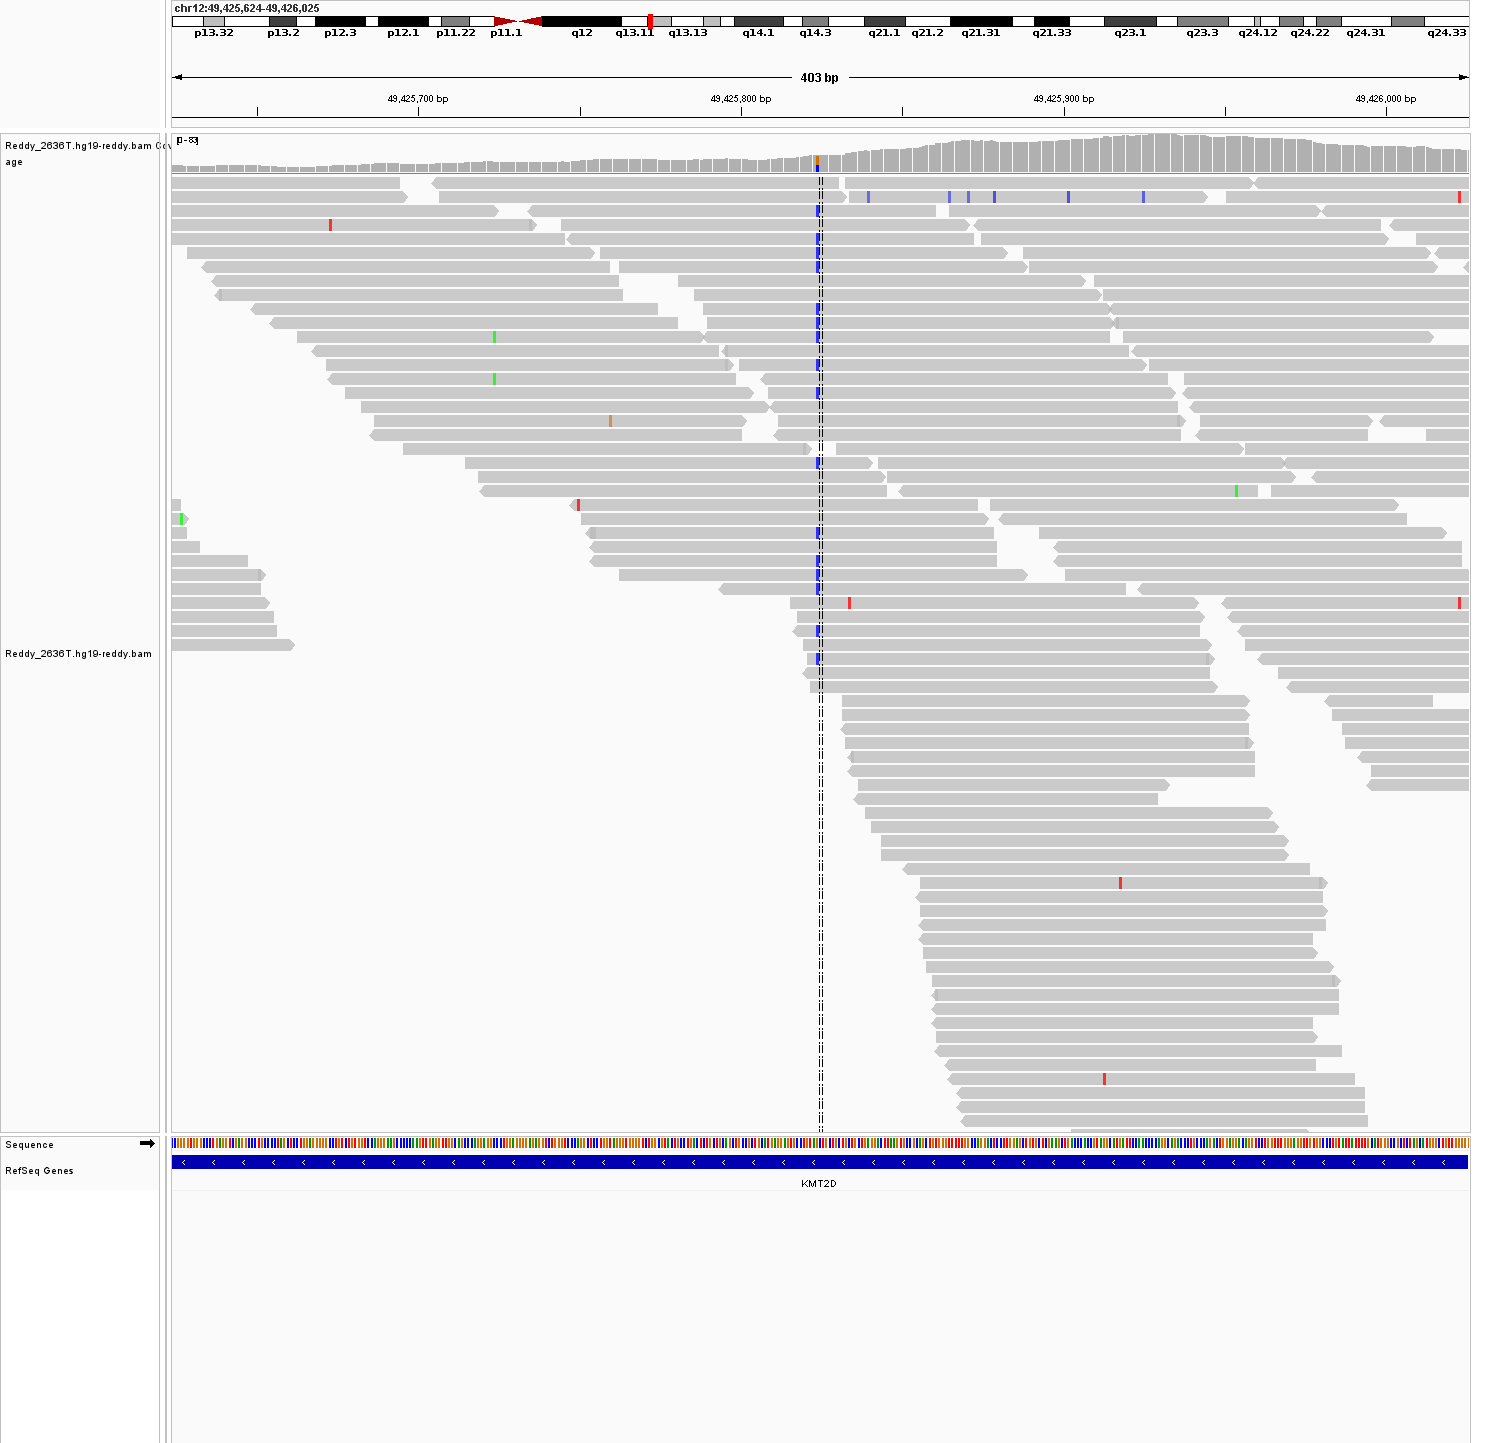 chr12:49,425,624-49,426,025
p13.32 p13.2 p12.3 p12.1 p11.22 p11.1 q12 q13.11 q13.13 q14.1 q14.3 q21.1 q21.2 q21.31 q21.33 q23.1 q23.3 q24.12 q24.22 q24.31 q24.33
403 bp
49,425,700 bp 49,425,800 bp 49,425,900 bp 49,426,000 bp
[0-83]
Reddy_2636T.hg19-reddy.bam Cov
age
Reddy_2636T.hg19-reddy.bam
Sequence
RefSeq Genes
KMT2D